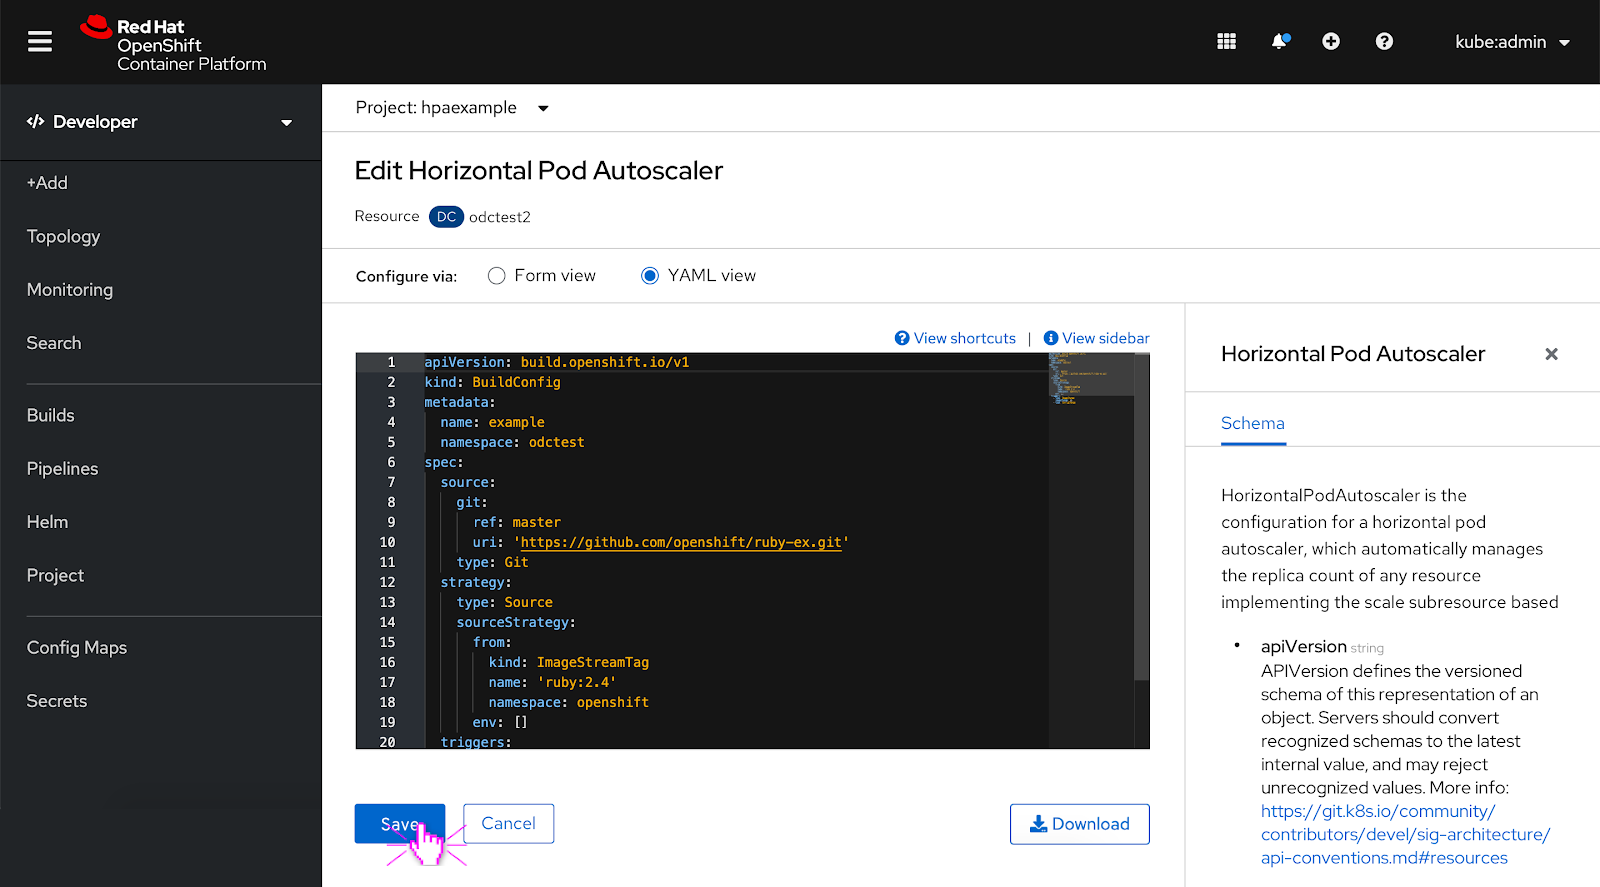 Red Hat
OpenShift
Container Platform
kube:admin
Developer
+Add
Topology
Monitoring
Search
Builds
Pipelines
Helm
Project
Config Maps
Secrets
Project: hpaexample
Edit Horizontal Pod Autoscaler
Resource DC odctest2
Configure via: Form view YAML view
View shortcuts | View sidebar
1 apiVersion: build.openshift.io/v1
2 kind: BuildConfig
3 metadata:
4 name: example
5 namespace: odctest
6 spec:
7 source:
8 git:
9 ref: master
10 uri: 'https://github.com/openshift/ruby-ex.git'
11 type: Git
12 strategy:
13 type: Source
14 sourceStrategy:
15 from:
16 kind: ImageStreamTag
17 name: 'ruby:2.4'
18 namespace: openshift
19 env: []
20 triggers:
Save Cancel Download
Horizontal Pod Autoscaler
Schema
HorizontalPodAutoscaler is the
configuration for a horizontal pod
autoscaler, which automatically manages
the replica count of any resource
implementing the scale subresource based
• apiVersion string
APIVersion defines the versioned
schema of this representation of an
object. Servers should convert
recognized schemas to the latest
internal value, and may reject
unrecognized values. More info:
https://git.k8s.io/community/
contributors/devel/sig-architecture/
api-conventions.md#resources